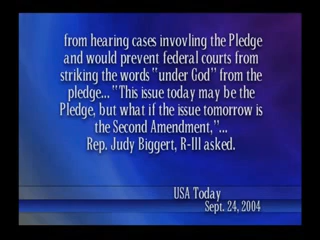 from hearing cases invovling the Pledge
and would prevent federal courts from
striking the words "under God" from the
pledge... "This issue today may be the
Pledge, but what if the issue tomorrow is
the Second Amendment,"...
Rep. Judy Biggert, R-Ill asked.
USA Today
Sept. 24, 2004